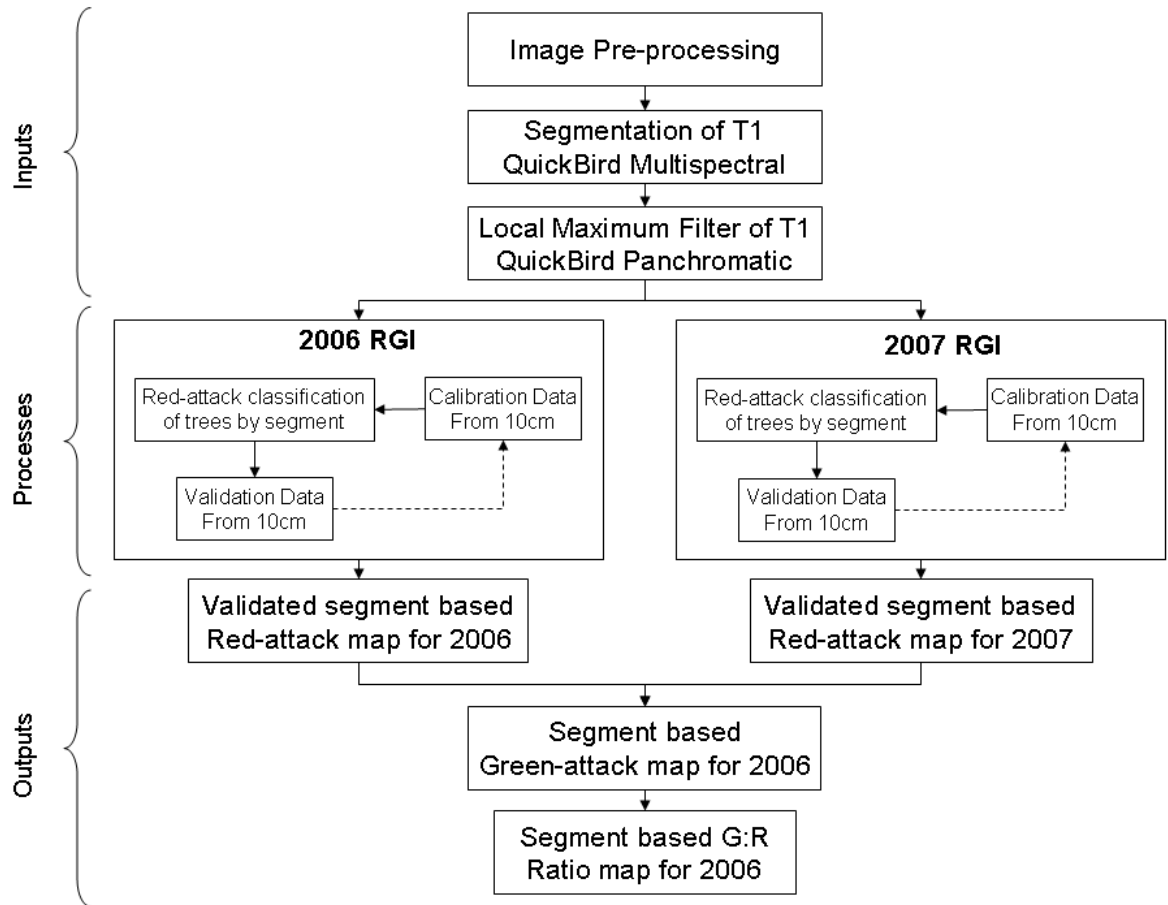 Inputs
Image Pre-processing
Segmentation of T1
QuickBird Multispectral
Local Maximum Filter of T1
QuickBird Panchromatic
Processes
2006 RGI
Red-attack classification
of trees by segment
Calibration Data
From 10cm
Validation Data
From 10cm
2007 RGI
Red-attack classification
of trees by segment
Calibration Data
From 10cm
Validation Data
From 10cm
Outputs
Validated segment based
Red-attack map for 2006
Validated segment based
Red-attack map for 2007
Segment based
Green-attack map for 2006
Segment based G:R
Ratio map for 2006